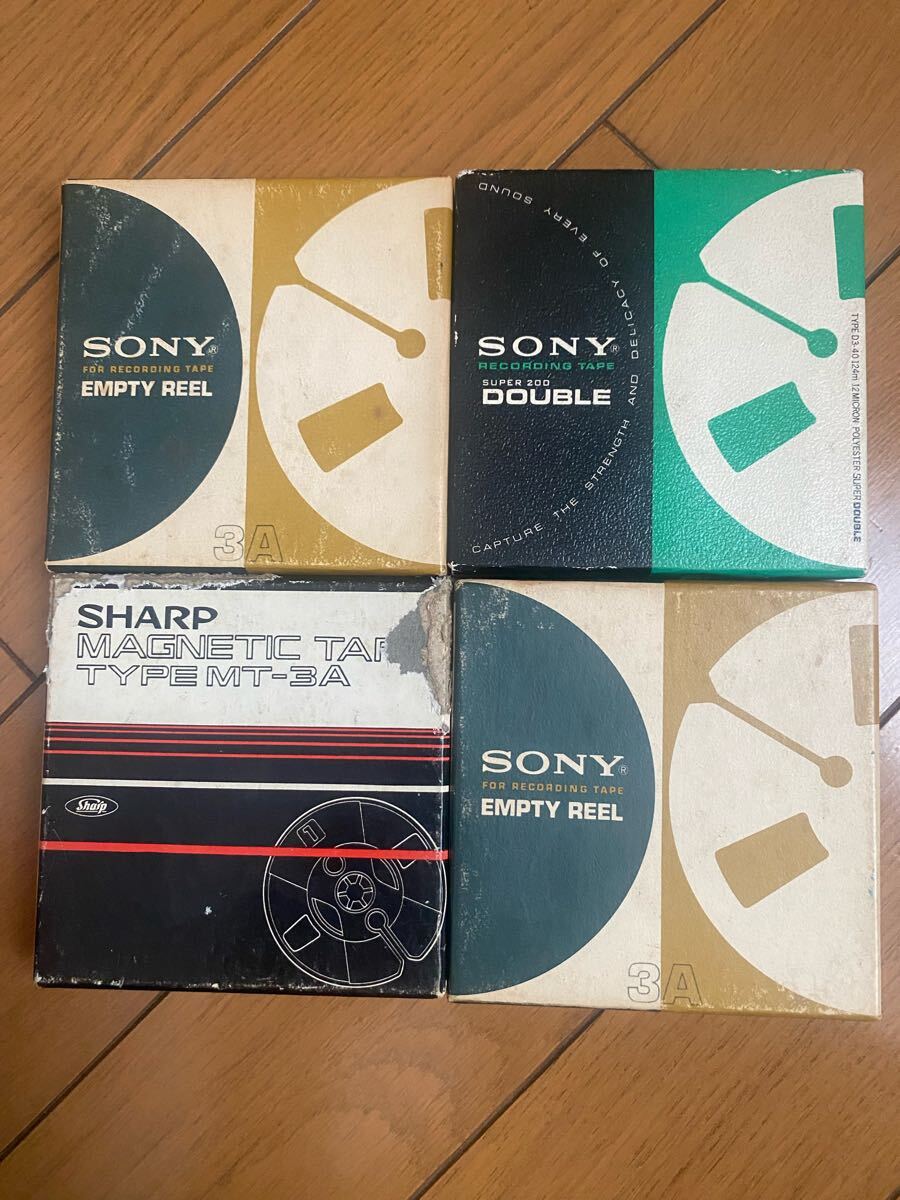 SONY®
FOR RECORDING TAPE
EMPTY REEL
3A
SONY®
RECORDING TAPE
SUPER 200
DOUBLE
CAPTURE THE STRENGTH AND DELICACY OF EVERY SOUND
TYPE D3-40 124m 12 MICRON POLYESTER SUPER DOUBLE
SHARP
MAGNETIC TA
TYPE MT-3A
Sharp
1
SONY®
FOR RECORDING TAPE
EMPTY REEL
3A